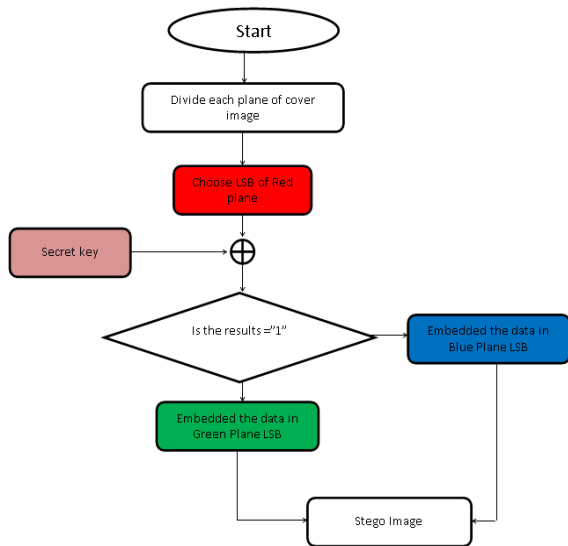 Start
Divide each plane of cover
image
Choose LSB of Red
plane
Secret key
Is the results ="1"
Embedded the data in
Blue Plane LSB
Embedded the data in
Green Plane LSB
Stego Image